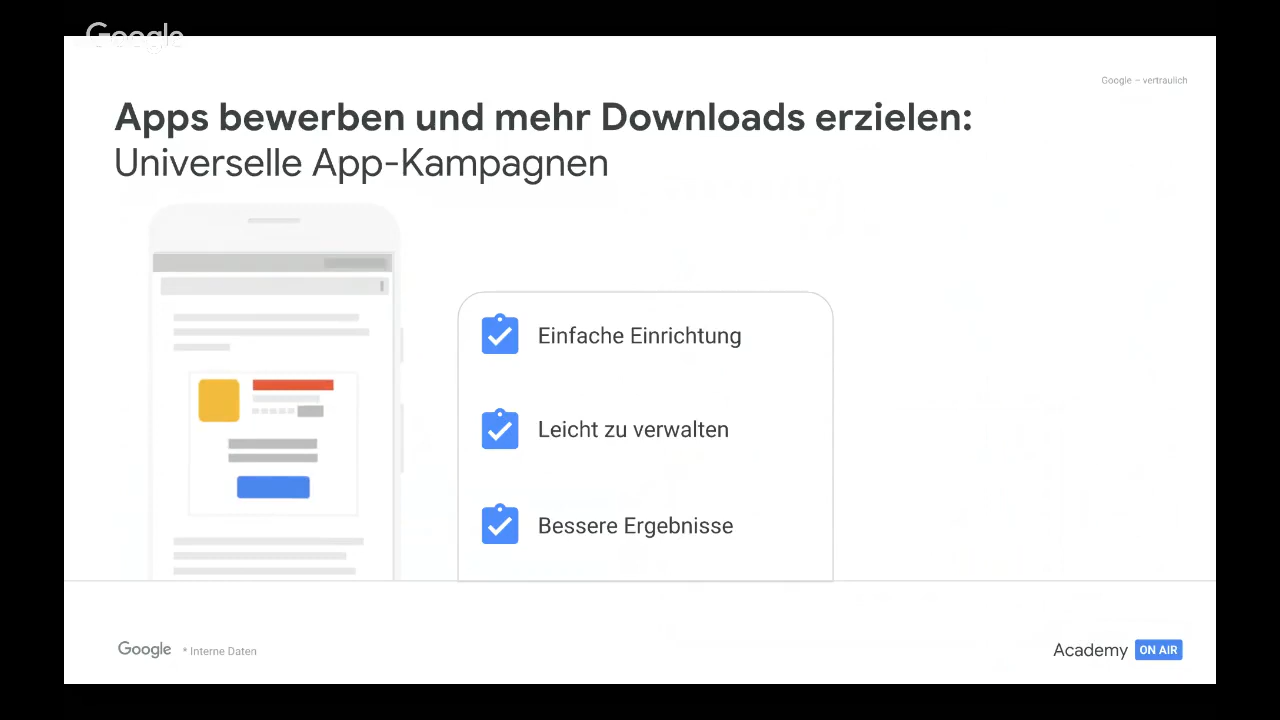 Google
Google – vertraulich
Apps bewerben und mehr Downloads erzielen:
Universelle App-Kampagnen
Einfache Einrichtung
Leicht zu verwalten
Bessere Ergebnisse
Google * Interne Daten
Academy ON AIR